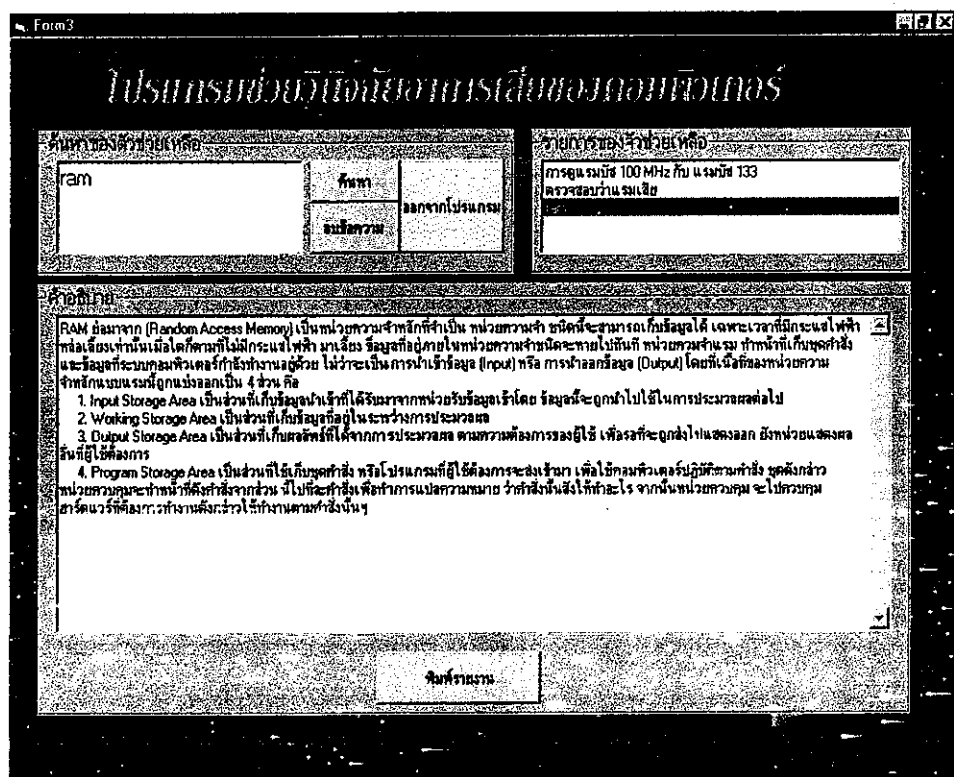 Form3
โปรแกรมช่วยวินิจฉัยอาการเสียของคอมพิวเตอร์
ค้นหาของตัวช่วยเหลือ
ram
ค้นหา
ลบข้อความ
ออกจากโปรแกรม
รายการของตัวช่วยเหลือ
การดูแรมบัช 100 MHz กับ แรมบัช 133
ตรวจสอบว่าแรมเสีย
คำอธิบาย
RAM ย่อมาจาก (Random Access Memory) เป็นหน่วยความจำหลักที่จำเป็น หน่วยความจำ ชนิดนี้จะสามารถเก็บข้อมูลได้ เฉพาะเวลาที่มีกระแสไฟฟ้า
หล่อเลี้ยงเท่านั้นเมื่อใดก็ตามที่ไม่มีกระแสไฟฟ้า มาเลี้ยง ข้อมูลที่อยู่ภายในหน่วยความจำชนิดจะหายไปทันที หน่วยความจำแรม ทำหน้าที่เก็บชุดคำสั่ง
และข้อมูลที่ระบบคอมพิวเตอร์กำลังทำงานอยู่ด้วย ไม่ว่าจะเป็นการนำเข้าข้อมูล (Input) หรือ การนำออกข้อมูล (Output) โดยที่เนื้อที่ของหน่วยความ
จำหลักแบบแรมนี้ถูกแบ่งออกเป็น 4 ส่วน คือ
1. Input Storage Area เป็นส่วนที่เก็บข้อมูลนำเข้าที่ได้รับมาจากหน่วยรับข้อมูลเข้าโดย ข้อมูลนี้จะถูกนำไปใช้ในการประมวลผลต่อไป
2. Working Storage Area เป็นส่วนที่เก็บข้อมูลที่อยู่ในระหว่างการประมวลผล
3. Output Storage Area เป็นส่วนที่เก็บผลลัพธ์ที่ได้จากการประมวลผล ตามความต้องการของผู้ใช้ เพื่อรอที่จะถูกส่งไปแสดงออก ยังหน่วยแสดงผล
อื่นที่ผู้ใช้ต้องการ
4. Program Storage Area เป็นส่วนที่ใช้เก็บชุดคำสั่ง หรือโปรแกรมที่ผู้ใช้ต้องการจะส่งเข้ามา เพื่อใช้คอมพิวเตอร์ปฏิบัติตามคำสั่ง ชุดดังกล่าว
หน่วยควบคุมจะทำหน้าที่ดึงคำสั่งจากส่วน นี้ไปที่ละคำสั่งเพื่อทำการแปลความหมาย ว่าคำสั่งนั้นสั่งให้ทำอะไร จากนั้นหน่วยควบคุม จะไปควบคุม
ฮาร์ดแวร์ที่ต้องการทำงานดังกล่าวให้ทำงานตามคำสั่งนั้นๆ
พิมพ์รายงาน